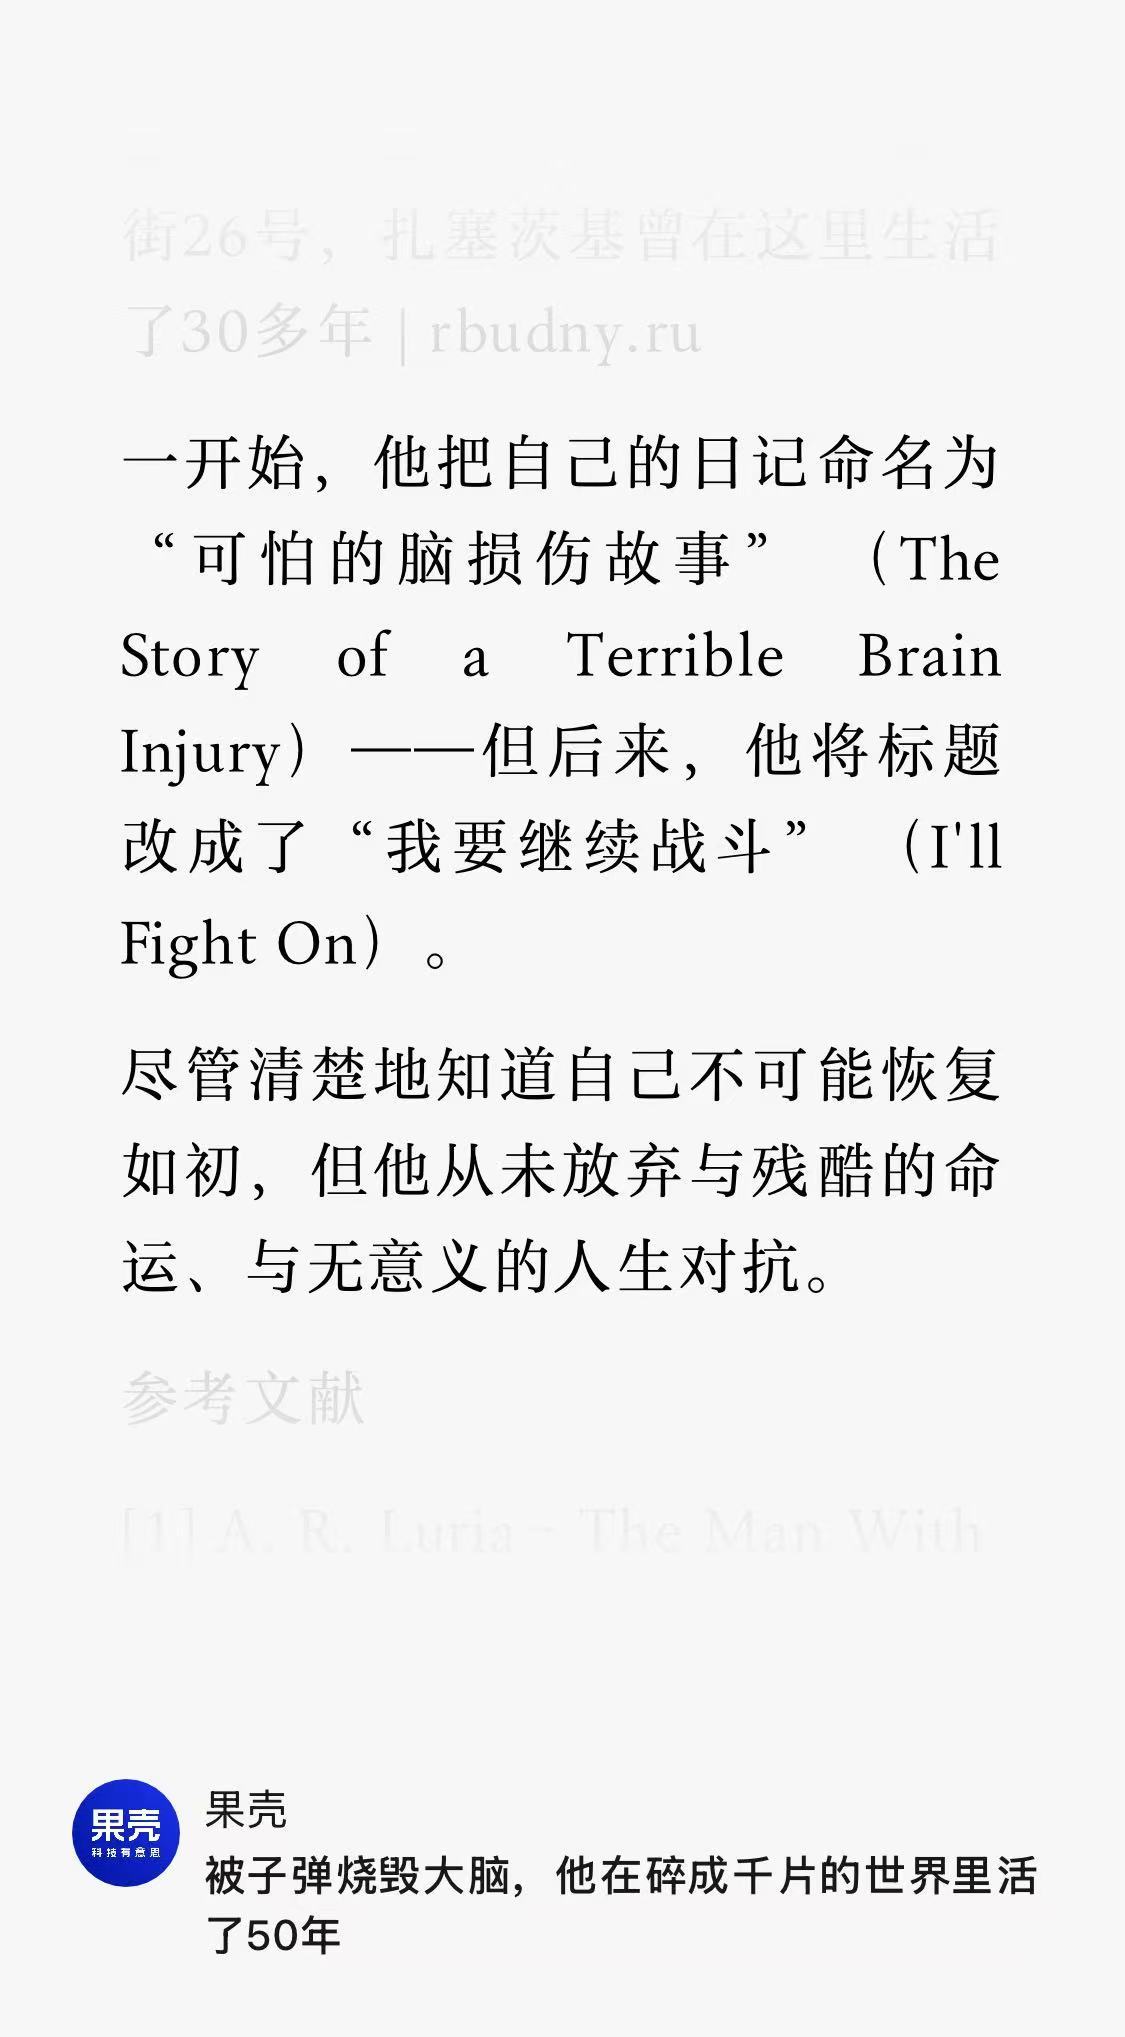 街26号，扎塞茨基曾在这里生活
了30多年 | rbudny.ru
一开始，他把自己的日记命名为
“可怕的脑损伤故事” （The
Story of a Terrible Brain
Injury）——但后来，他将标题
改成了“我要继续战斗” （I'll
Fight On）。
尽管清楚地知道自己不可能恢复
如初，但他从未放弃与残酷的命
运、与无意义的人生对抗。
参考文献
[1] A. R. Luria - The Man With
果壳
科技有意思
果壳
被子弹烧毁大脑，他在碎成千片的世界里活
了50年